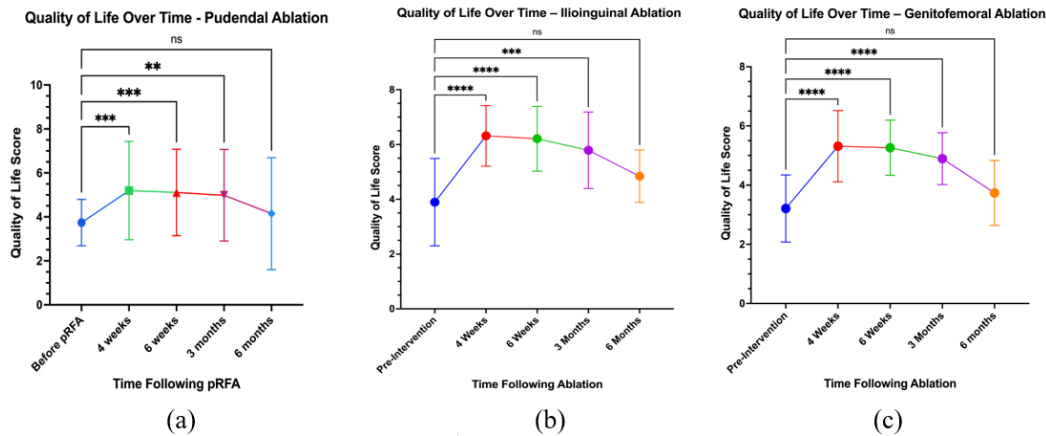 Quality of Life Over Time - Pudendal Ablation
ns
**
***
***
10
8
6
4
2
0
Quality of Life Score
Before pRFA
4 weeks
6 weeks
3 months
6 months
Time Following pRFA
(a)
Quality of Life Over Time – Ilioinguinal Ablation
ns
***
****
****
8
6
4
2
0
Quality of Life Score
Pre-Intervention
4 Weeks
6 Weeks
3 Months
6 Months
Time Following Ablation
(b)
Quality of Life Over Time – Genitofemoral Ablation
ns
****
****
****
8
6
4
2
0
Quality of Life Score
Pre-Intervention
4 Weeks
6 Weeks
3 Months
6 months
Time Following Ablation
(c)